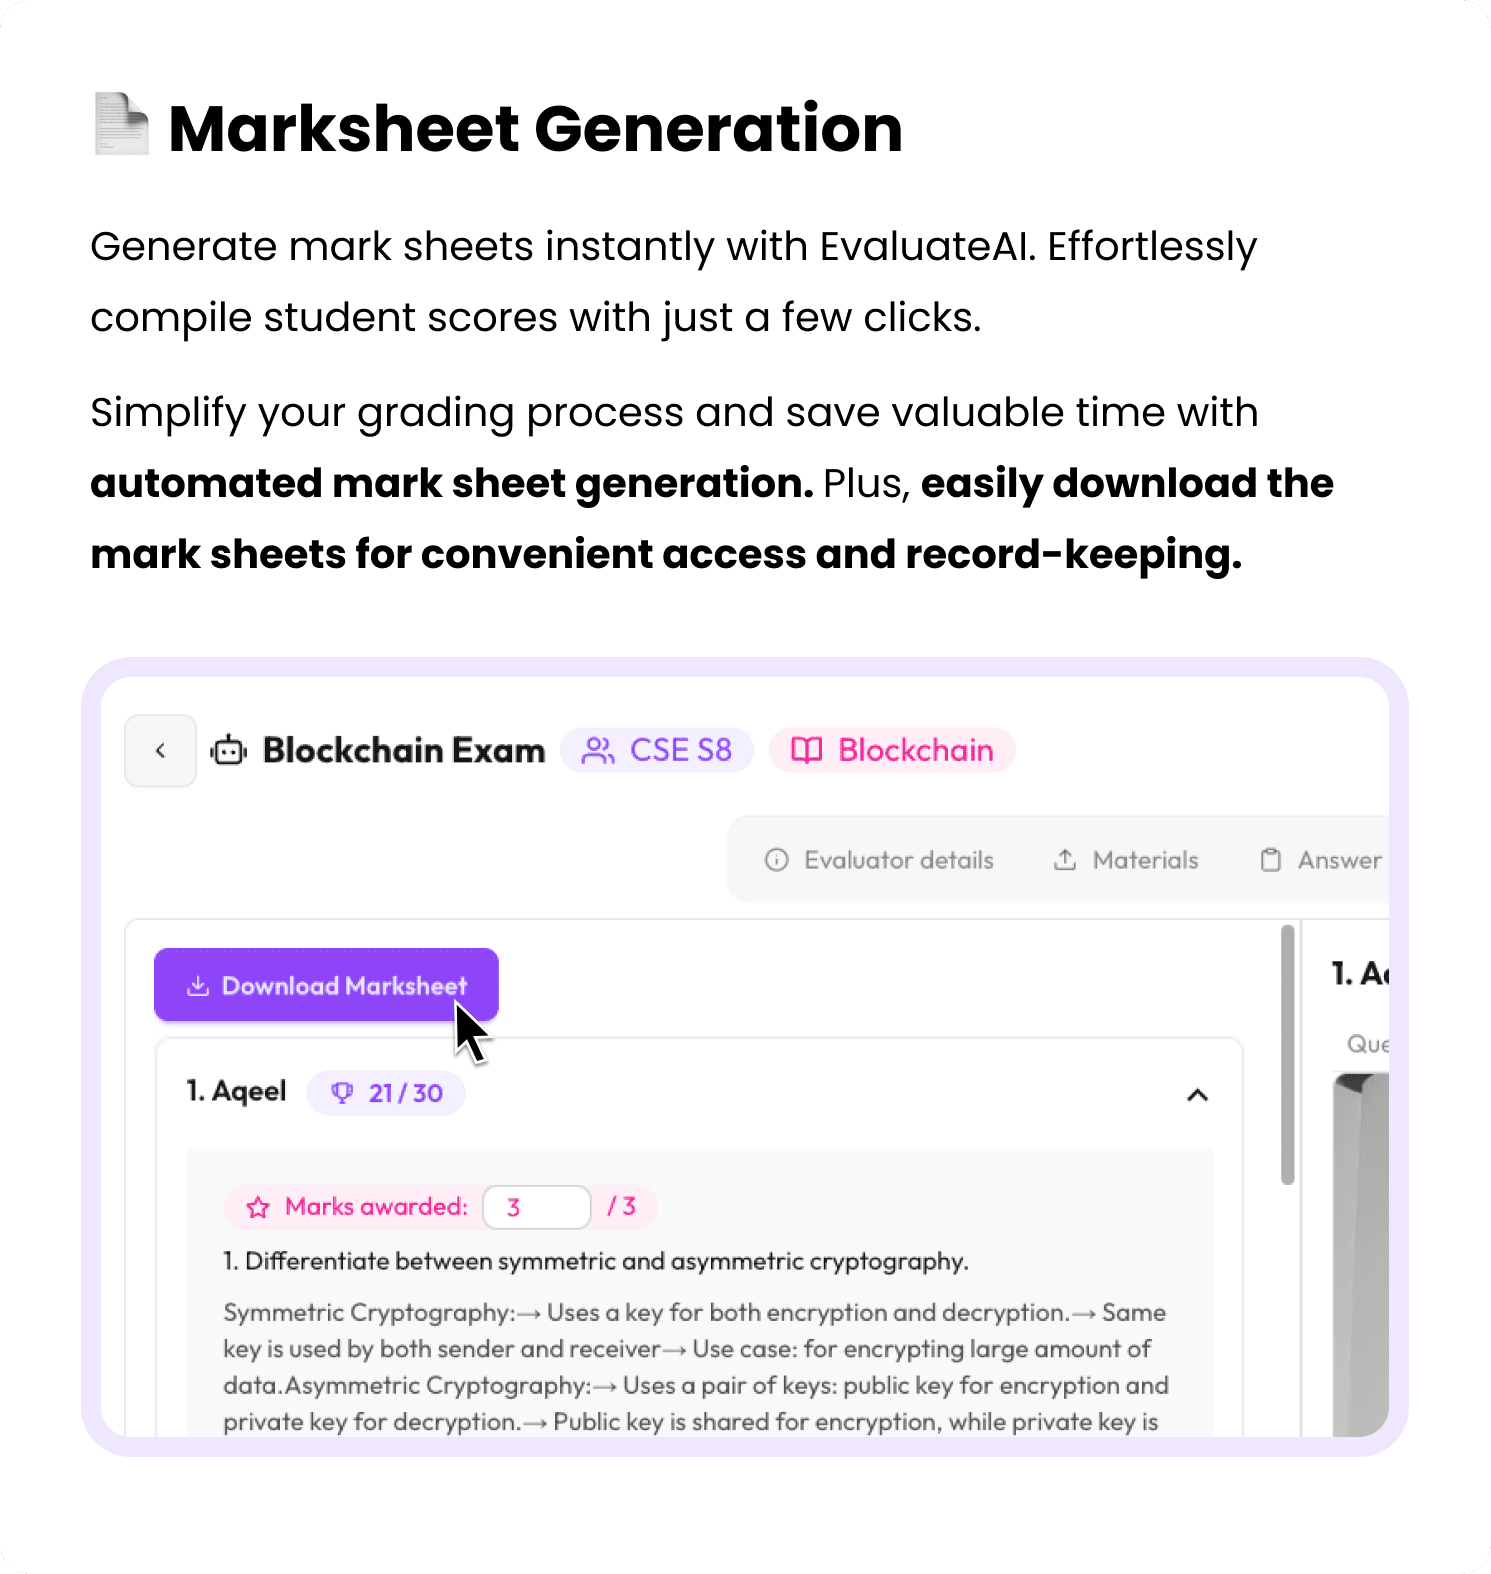 Marksheet Generation
Generate mark sheets instantly with EvaluateAI. Effortlessly
compile student scores with just a few clicks.
Simplify your grading process and save valuable time with
automated mark sheet generation. Plus, easily download the
mark sheets for convenient access and record-keeping.
Blockchain Exam CSE S8 Blockchain
Evaluator details Materials Answer
Download Marksheet
1. Aqeel 21 / 30
Marks awarded: 3 / 3
1. Differentiate between symmetric and asymmetric cryptography.
Symmetric Cryptography:→ Uses a key for both encryption and decryption.→ Same
key is used by both sender and receiver→ Use case: for encrypting large amount of
data.Asymmetric Cryptography:→ Uses a pair of keys: public key for encryption and
private key for decryption.→ Public key is shared for encryption, while private key is
1.